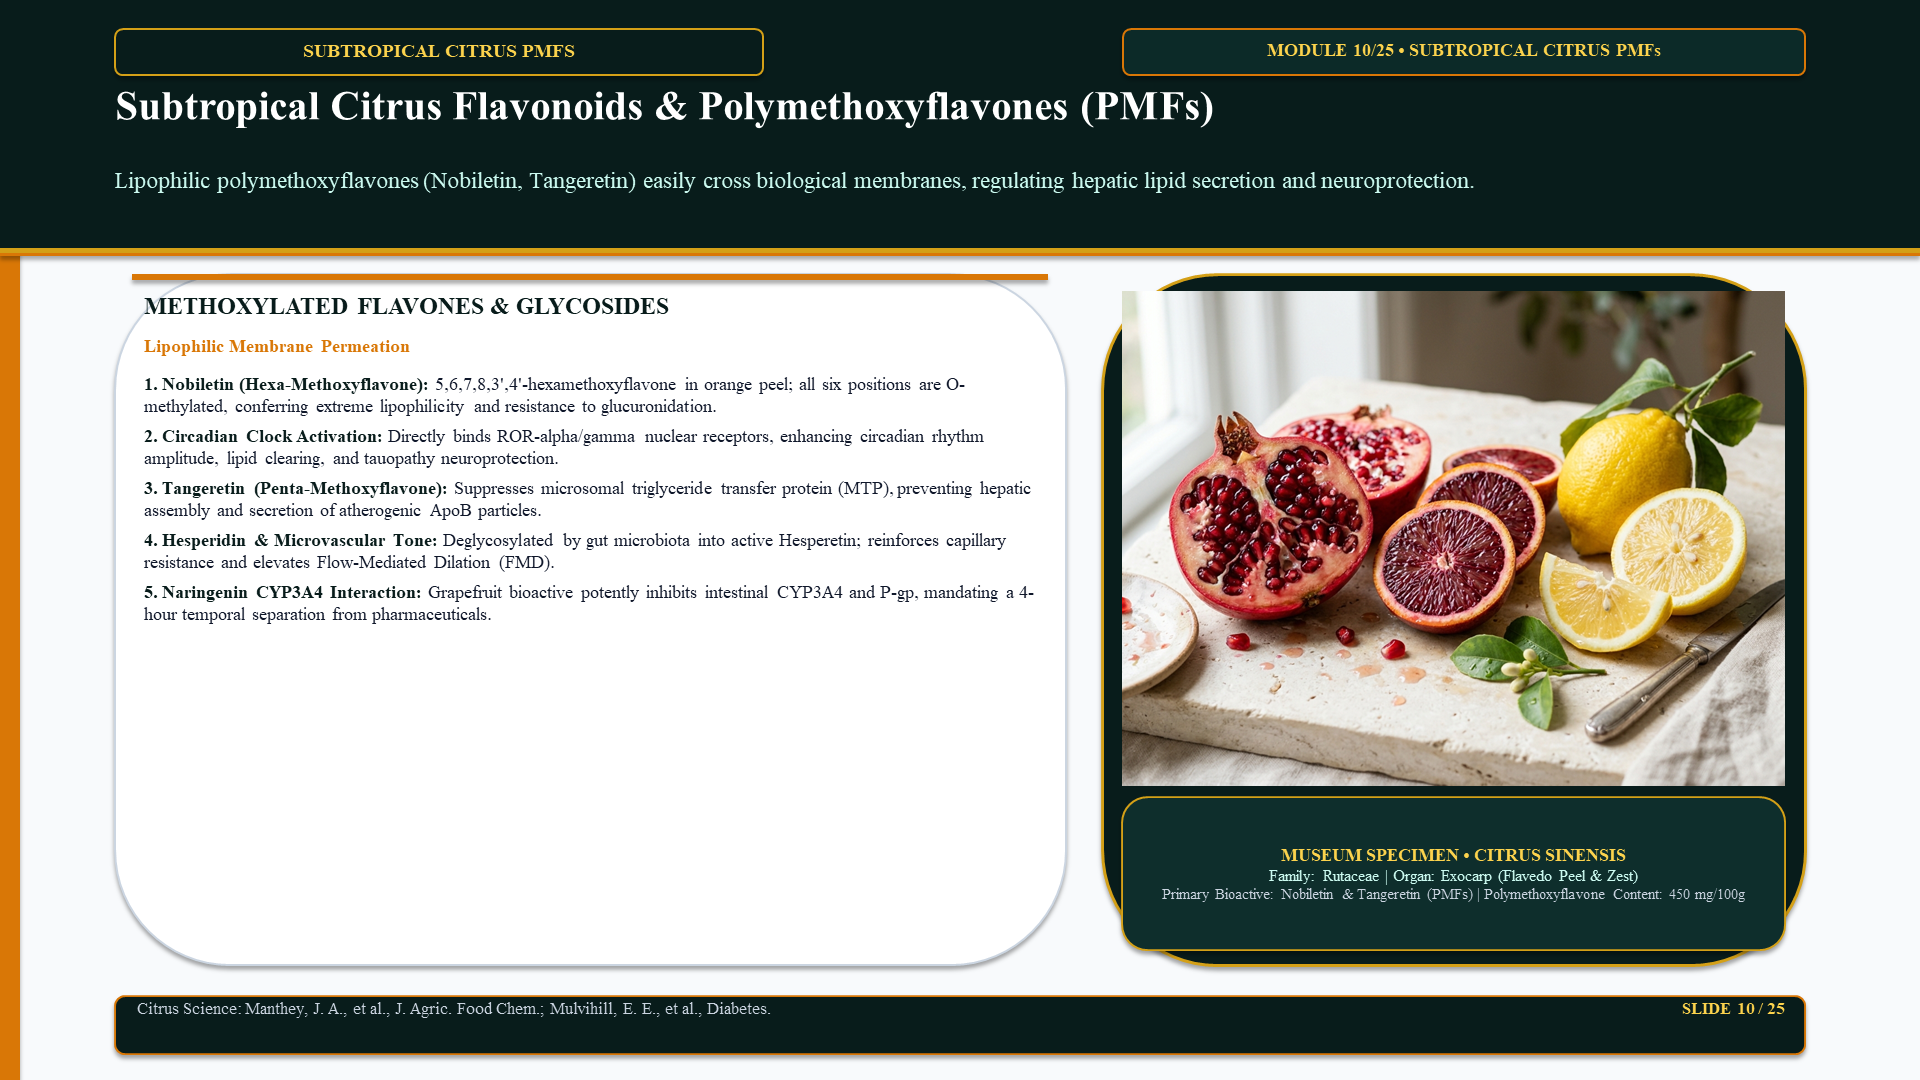 SUBTROPICAL CITRUS PMFS
MODULE 10/25 • SUBTROPICAL CITRUS PMFs
Subtropical Citrus Flavonoids & Polymethoxyflavones (PMFs)
Lipophilic polymethoxyflavones (Nobiletin, Tangeretin) easily cross biological membranes, regulating hepatic lipid secretion and neuroprotection.
METHOXYLATED FLAVONES & GLYCOSIDES
Lipophilic Membrane Permeation
1. Nobiletin (Hexa-Methoxyflavone): 5,6,7,8,3',4'-hexamethoxyflavone in orange peel; all six positions are O-
methylated, conferring extreme lipophilicity and resistance to glucuronidation.
2. Circadian Clock Activation: Directly binds ROR-alpha/gamma nuclear receptors, enhancing circadian rhythm
amplitude, lipid clearing, and tauopathy neuroprotection.
3. Tangeretin (Penta-Methoxyflavone): Suppresses microsomal triglyceride transfer protein (MTP), preventing hepatic
assembly and secretion of atherogenic ApoB particles.
4. Hesperidin & Microvascular Tone: Deglycosylated by gut microbiota into active Hesperetin; reinforces capillary
resistance and elevates Flow-Mediated Dilation (FMD).
5. Naringenin CYP3A4 Interaction: Grapefruit bioactive potently inhibits intestinal CYP3A4 and P-gp, mandating a 4-
hour temporal separation from pharmaceuticals.
MUSEUM SPECIMEN • CITRUS SINENSIS
Family: Rutaceae | Organ: Exocarp (Flavedo Peel & Zest)
Primary Bioactive: Nobiletin & Tangeretin (PMFs) | Polymethoxyflavone Content: 450 mg/100g
Citrus Science: Manthey, J. A., et al., J. Agric. Food Chem.; Mulvihill, E. E., et al., Diabetes.
SLIDE 10 / 25